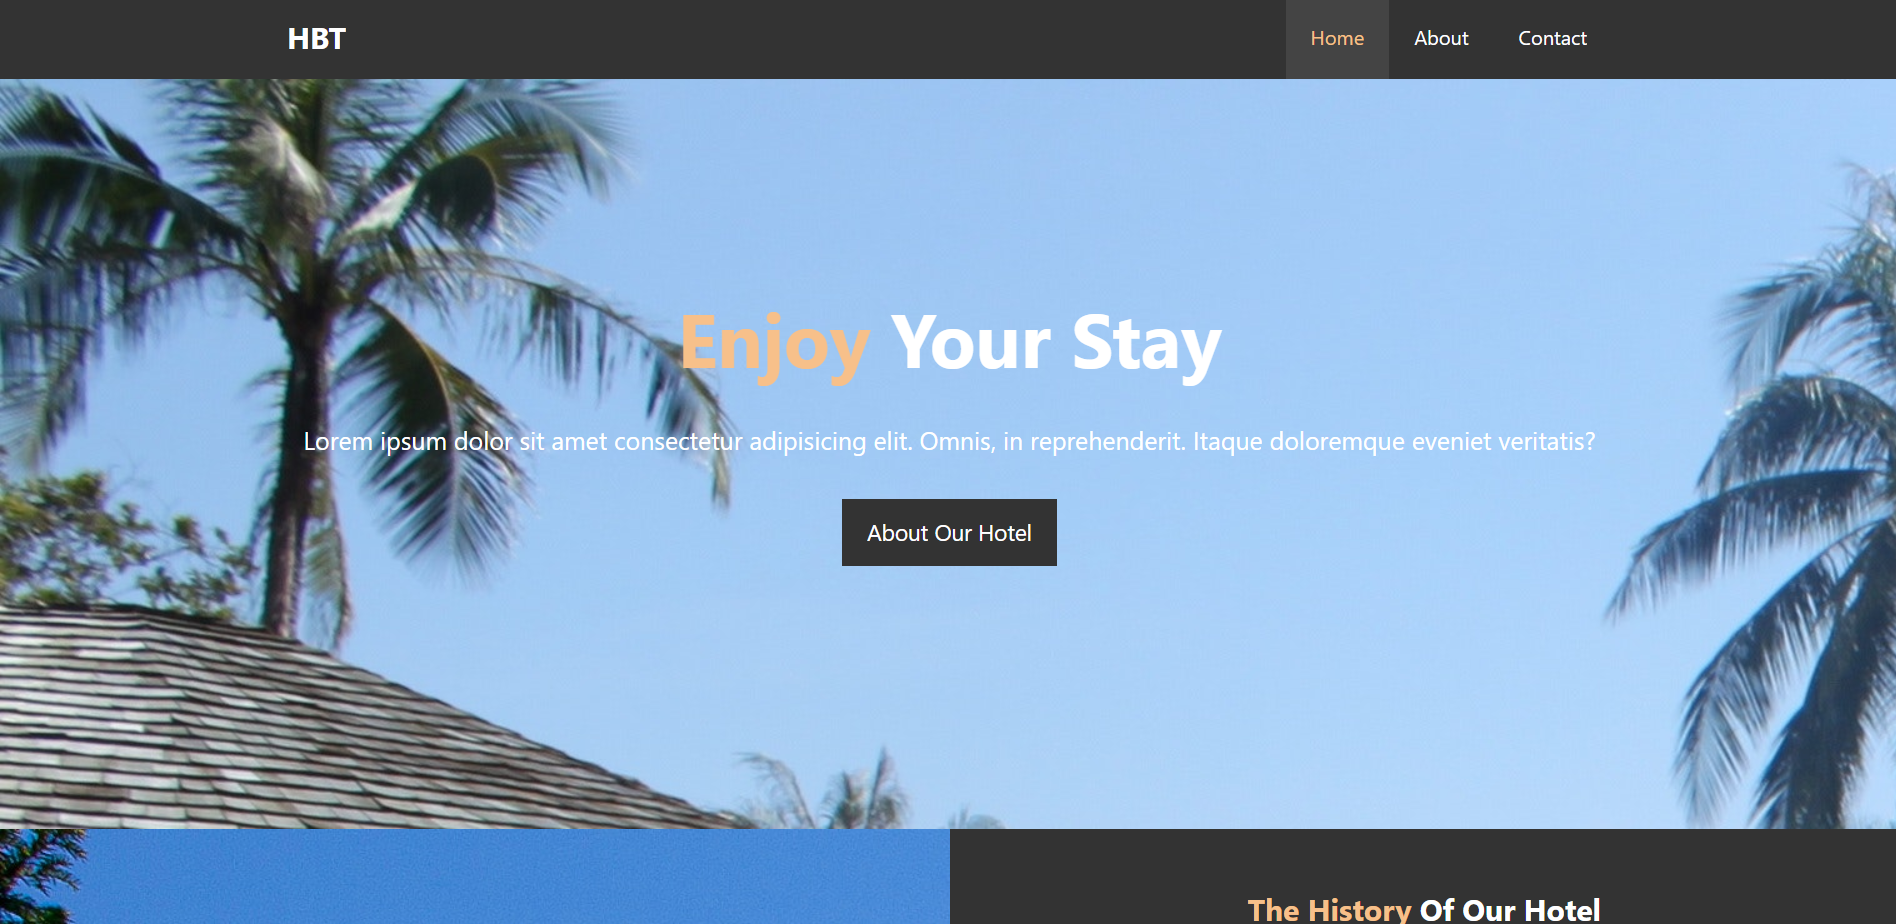 HBT
Home About Contact
Enjoy Your Stay
Lorem ipsum dolor sit amet consectetur adipisicing elit. Omnis, in reprehenderit. Itaque doloremque eveniet veritatis?
About Our Hotel
The History Of Our Hotel